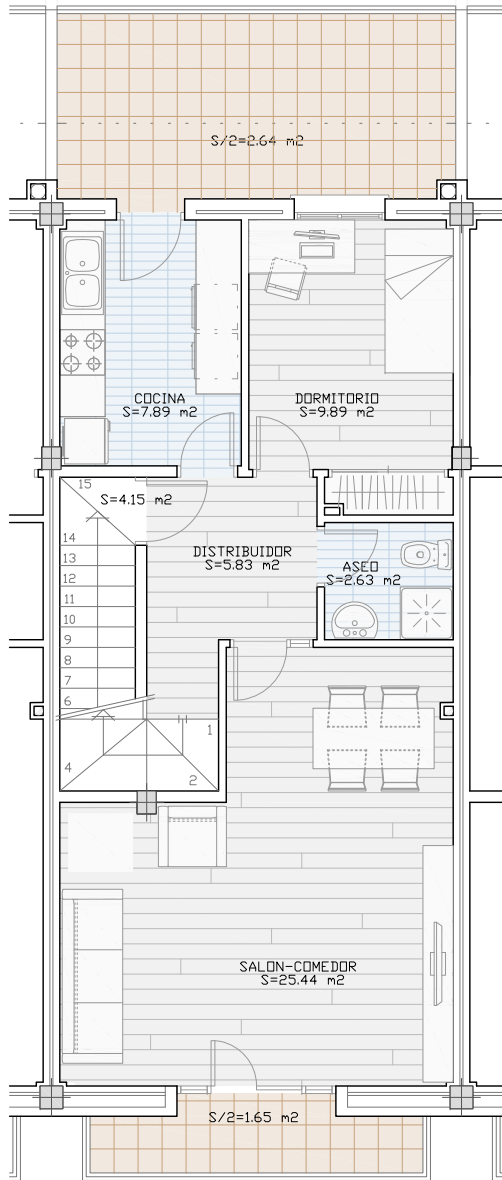 S/2=2.64 m2
COCINA
S=7.89 m2
DORMITORIO
S=9.89 m2
15
S=4.15 m2
14
13
12
11
10
9
8
7
6
4
2
1
DISTRIBUIDOR
S=5.83 m2
ASEO
S=2.63 m2
SALON-COMEDOR
S=25.44 m2
S/2=1.65 m2